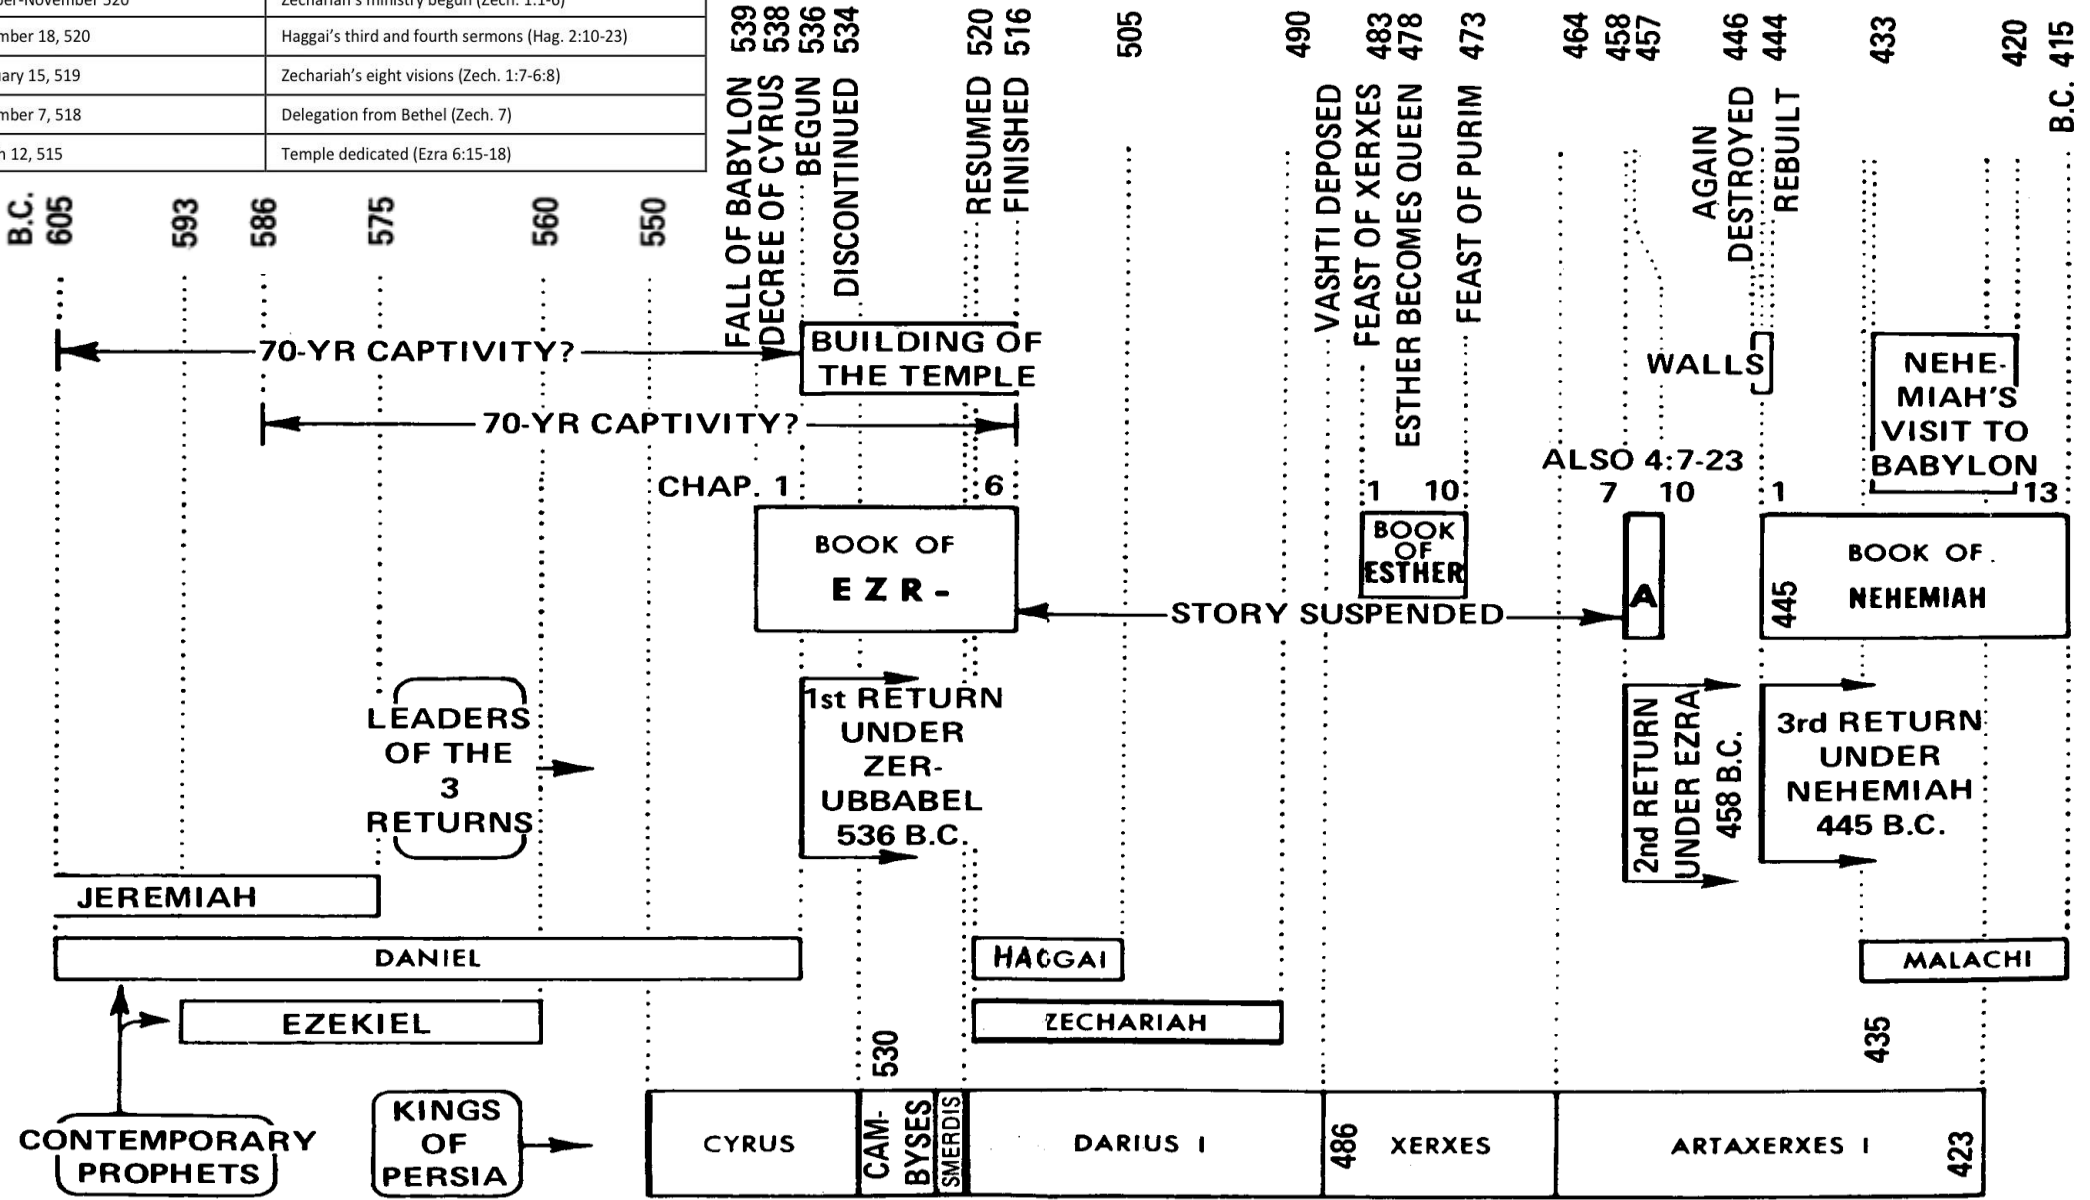 Zechariah's ministry begun (Zech. 1:1-6)
18, 520 Haggai's third and fourth sermons (Hag. 2:10-23)
15, 519 Zechariah's eight visions (Zech. 1:7-6:8)
7, 518 Delegation from Bethel (Zech. 7)
12, 515 Temple dedicated (Ezra 6:15-18)
B.C.
605
593
586
575
560
550
539
FALL OF BABYLON
538
DECREE OF CYRUS
536
BEGUN
534
DISCONTINUED
520
RESUMED
516
FINISHED
505
490
VASHTI DEPOSED
483
FEAST OF XERXES
478
ESTHER BECOMES QUEEN
473
FEAST OF PURIM
464
458
457
446
AGAIN
DESTROYED
444
REBUILT
433
420
B.C. 415
70-YR CAPTIVITY?
BUILDING OF
THE TEMPLE
70-YR CAPTIVITY?
WALLS
NEHE-
MIAH'S
VISIT TO
BABYLON
CHAP. 1
6
1
10
ALSO 4:7-23
7
10
1
13
BOOK OF
EZR-
BOOK
OF
ESTHER
STORY SUSPENDED
A
445
BOOK OF
NEHEMIAH
LEADERS
OF THE
3
RETURNS
1st RETURN
UNDER
ZER-
UBBABEL
536 B.C.
2nd RETURN
UNDER EZRA
458 B.C.
3rd RETURN
UNDER
NEHEMIAH
445 B.C.
JEREMIAH
DANIEL
HAGGAI
MALACHI
EZEKIEL
ZECHARIAH
530
435
CONTEMPORARY
PROPHETS
KINGS
OF
PERSIA
CYRUS
CAM-
BYSES
SMERDIS
DARIUS I
486
XERXES
ARTAXERXES I
423